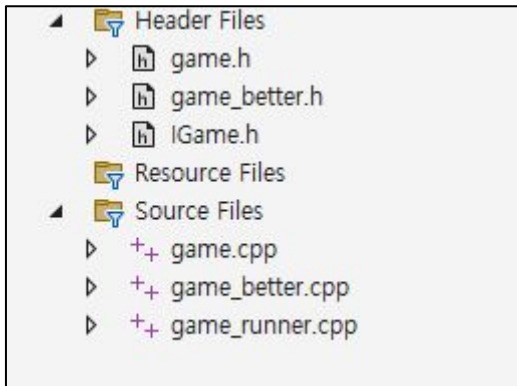 Header Files
game.h
game_better.h
IGame.h
Resource Files
Source Files
game.cpp
game_better.cpp
game_runner.cpp